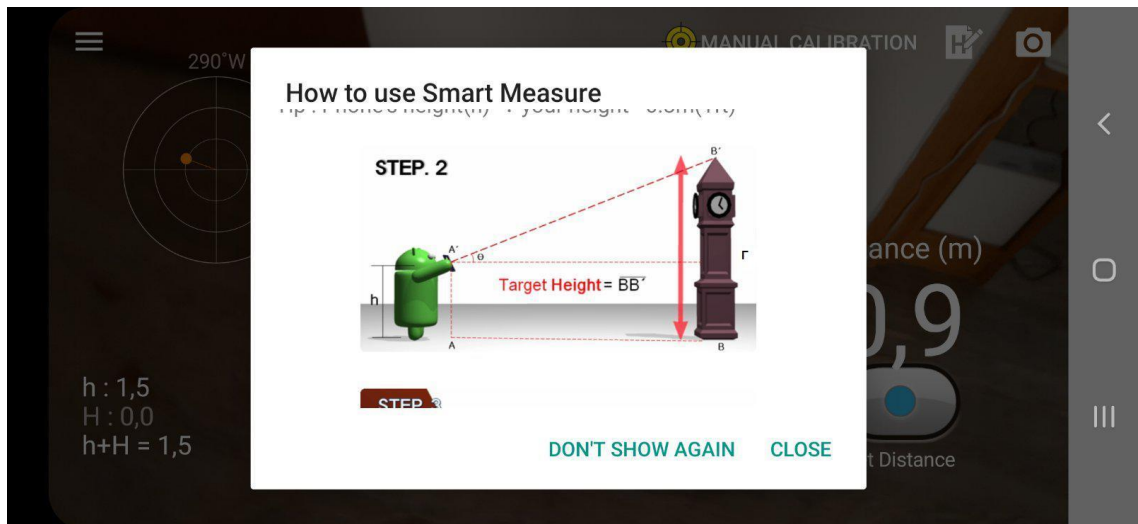 290°W
MANUAL CALIBRATION
How to use Smart Measure
STEP. 2
B´
A´
θ
Γ
Target Height = BB´
h
A
B
STEP
DON'T SHOW AGAIN
CLOSE
ance (m)
0,9
t Distance
h : 1,5
H : 0,0
h+H = 1,5